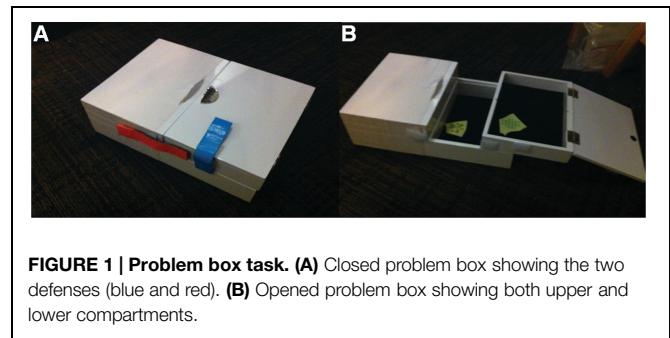 A
B
FIGURE 1 | Problem box task. (A) Closed problem box showing the two
defenses (blue and red). (B) Opened problem box showing both upper and
lower compartments.